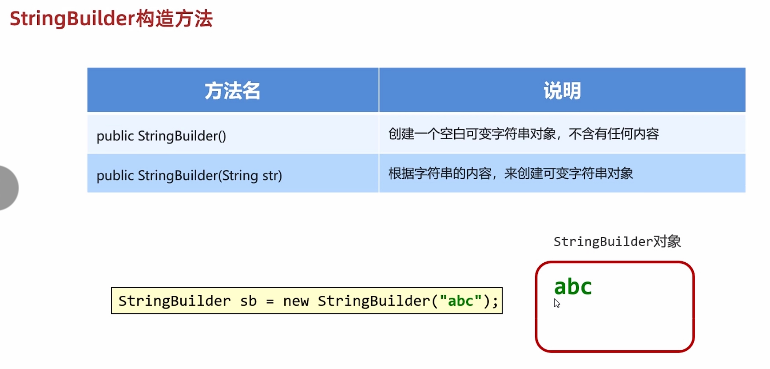 StringBuilder构造方法
方法名 说明
public StringBuilder() 创建一个空白可变字符串对象，不含有任何内容
public StringBuilder(String str) 根据字符串的内容，来创建可变字符串对象
StringBuilder对象
abc
StringBuilder sb = new StringBuilder("abc");